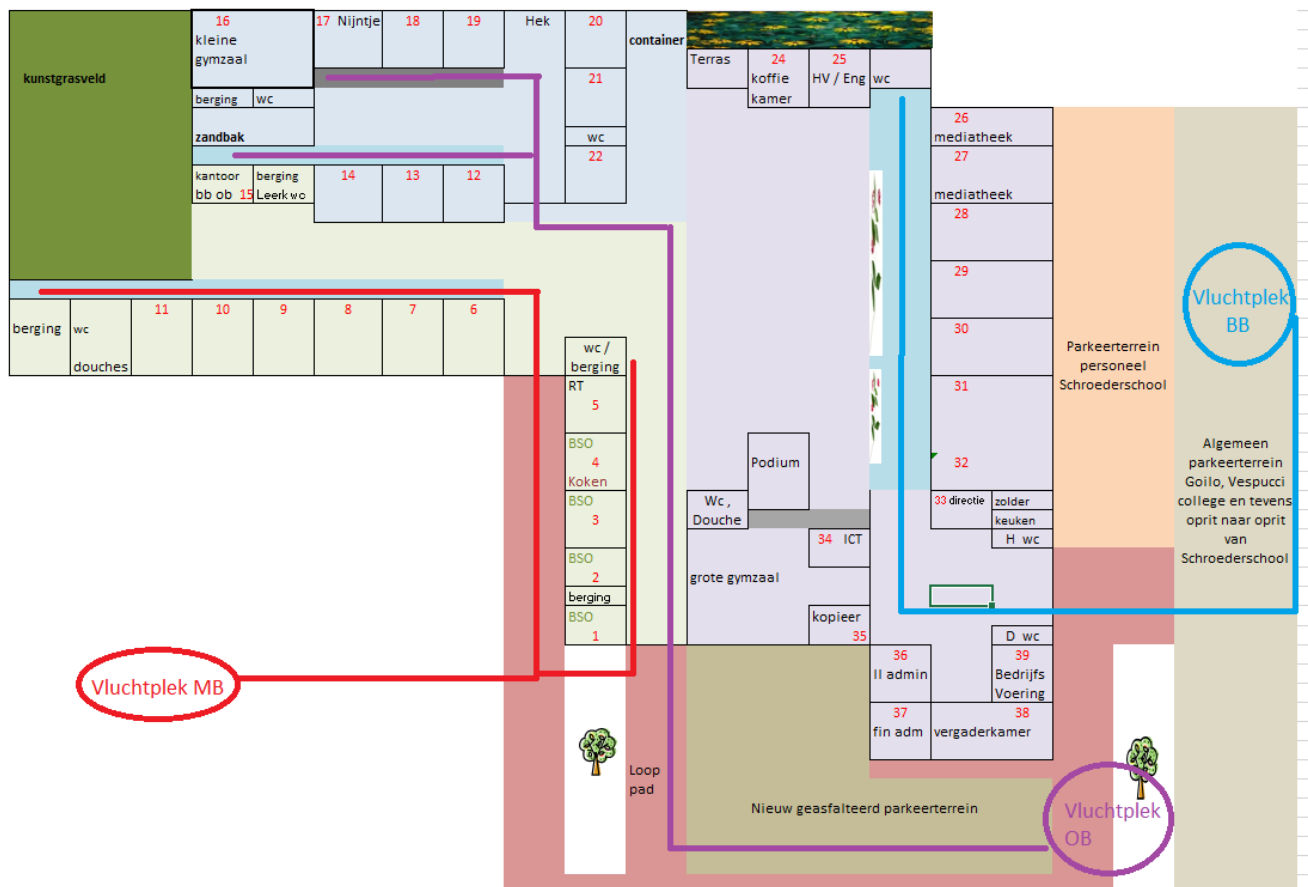 16
kleine
gymzaal
17 Nijntje
18
19
Hek
20
container
kunstgrasveld
21
Terras
24
koffie
kamer
25
HV / Eng
wc
berging
wc
zandbak
wc
22
26
mediatheek
27
mediatheek
kantoor
bb ob 15
berging
Leerk wc
14
13
12
28
29
30
31
32
Vluchtplek
BB
berging
wc
douches
11
10
9
8
7
6
wc /
berging
RT
5
BSO
4
Koken
BSO
3
BSO
2
berging
BSO
1
Parkeerterrein
personeel
Schroederschool
Algemeen
parkeerterrein
Goilo, Vespucci
college en tevens
oprit naar oprit
van
Schroederschool
Podium
Wc ,
Douche
33 directie
zolder
keuken
H wc
34 ICT
grote gymzaal
kopieer
35
D wc
36
II admin
39
Bedrijfs
Voering
37
fin adm
38
vergaderkamer
Vluchtplek MB
Loop
pad
Nieuw geasfalteerd parkeerterrein
Vluchtplek
OB